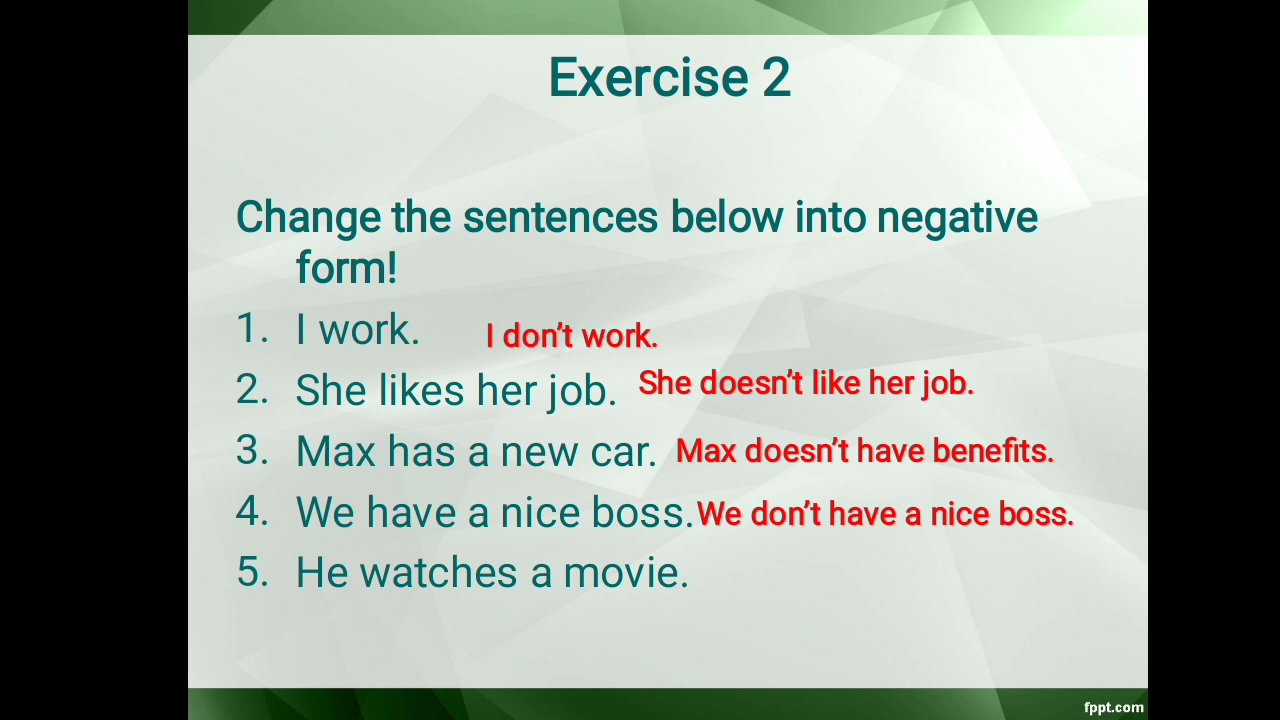 Exercise 2
Change the sentences below into negative
form!
1. I work. I don’t work.
2. She likes her job. She doesn’t like her job.
3. Max has a new car. Max doesn’t have benefits.
4. We have a nice boss. We don’t have a nice boss.
5. He watches a movie.
fppt.com